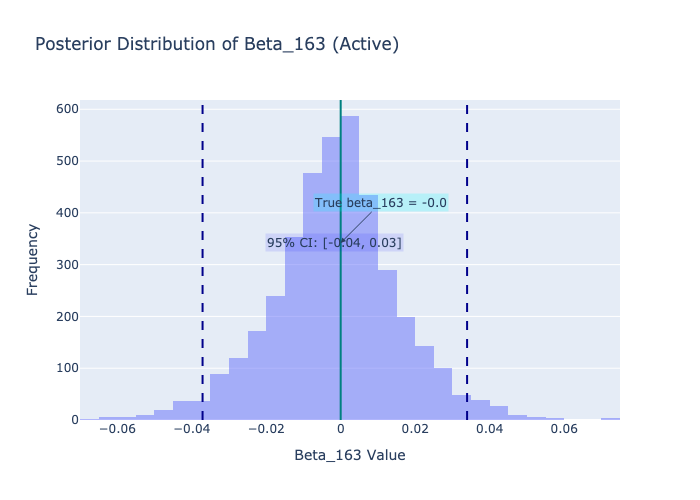 Posterior Distribution of Beta_163 (Active)
600
500
400
300
200
100
0
Frequency
True beta_163 = -0.0
95% CI: [-0.04, 0.03]
−0.06
−0.04
−0.02
0
0.02
0.04
0.06
Beta_163 Value